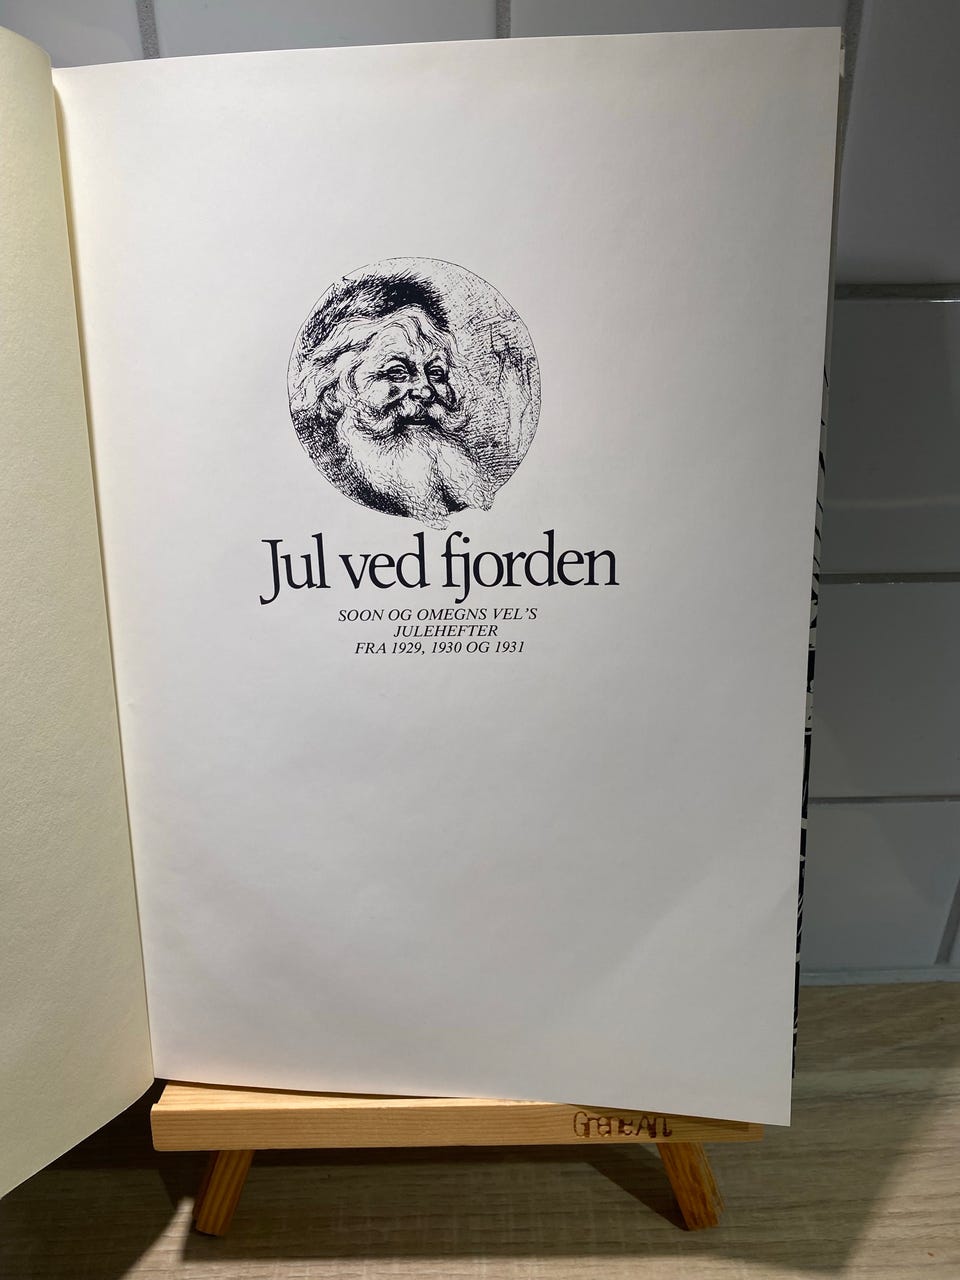 Jul ved fjorden
SOON OG OMEGNS VEL'S
JULEHEFTER
FRA 1929, 1930 OG 1931